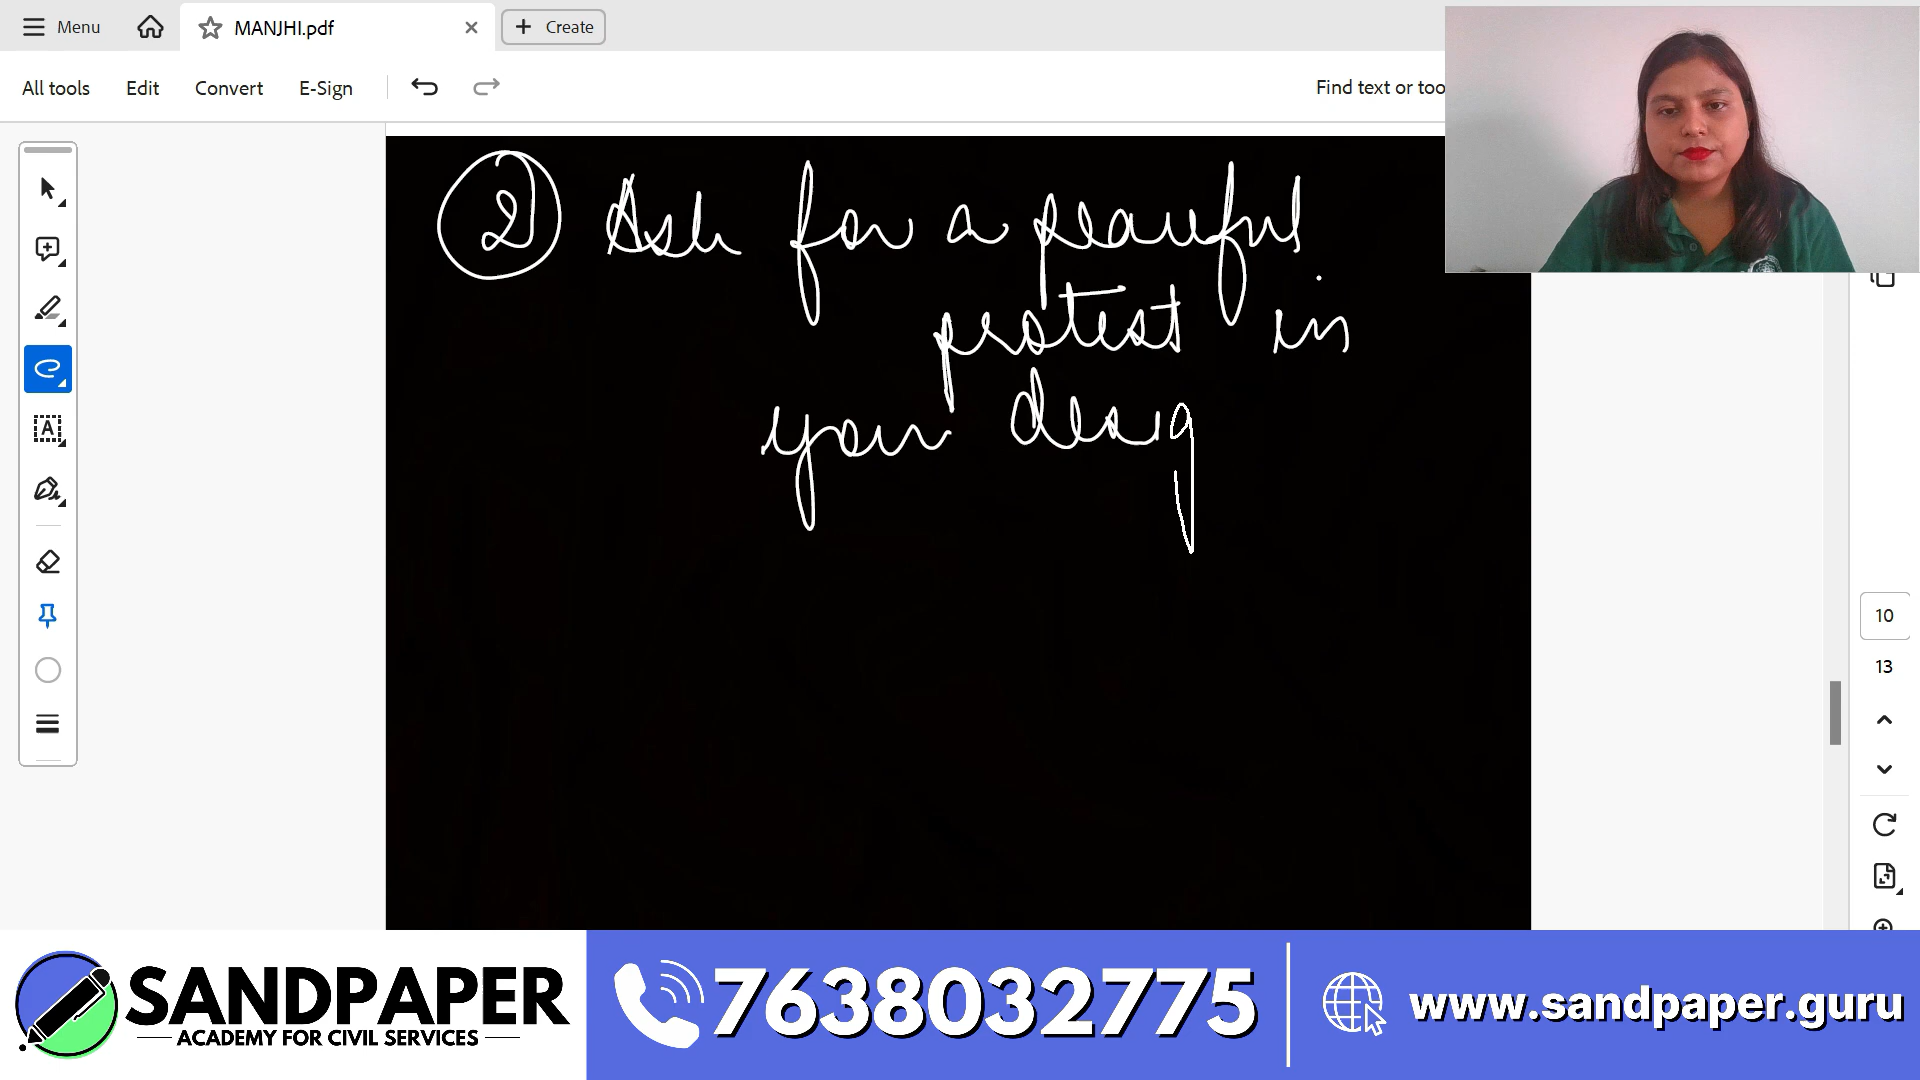 Menu
MANJHI.pdf
Create
All tools
Edit
Convert
E-Sign
Find text or too
2 Ask for a peaceful
protest in
your desig
10
13
SANDPAPER
ACADEMY FOR CIVIL SERVICES
7638032775
www.sandpaper.guru